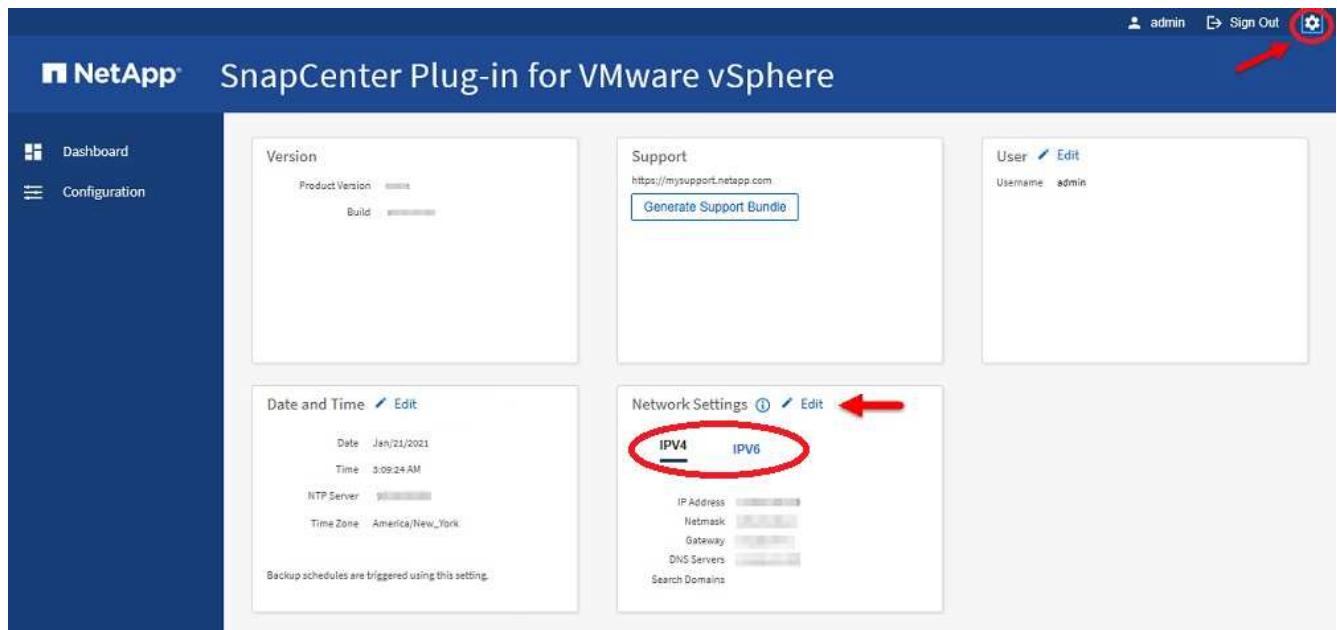 admin Sign Out
NetApp SnapCenter Plug-in for VMware vSphere
Dashboard
Configuration
Version
Product Version
Build
Support
https://mysupport.netapp.com
Generate Support Bundle
User Edit
Username admin
Date and Time Edit
Date Jan/21/2021
Time 3:09:24 AM
NTP Server
Time Zone America/New_York
Backup schedules are triggered using this setting.
Network Settings Edit
IPV4 IPV6
IP Address
Netmask
Gateway
DNS Servers
Search Domains